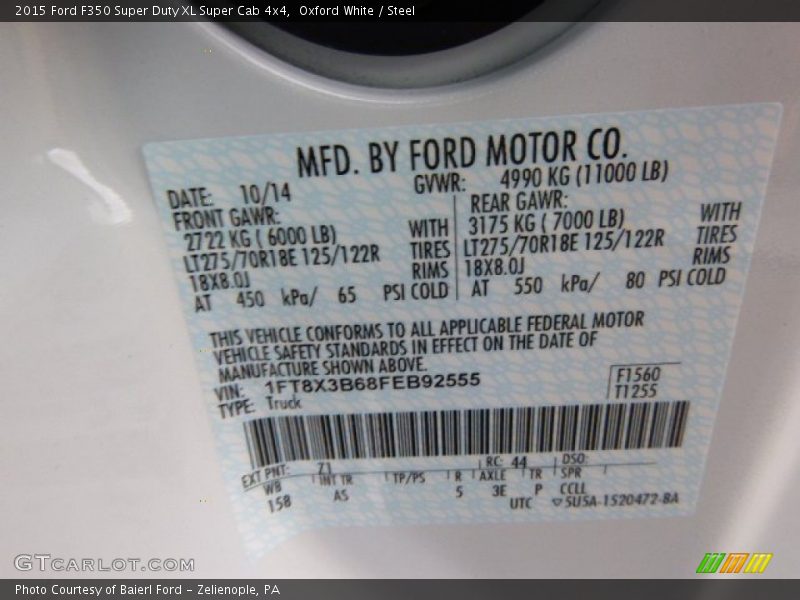 2015 Ford F350 Super Duty XL Super Cab 4x4, Oxford White / Steel
MFD. BY FORD MOTOR CO.
DATE: 10/14 GVWR: 4990 KG (11000 LB)
FRONT GAWR: REAR GAWR:
2722 KG ( 6000 LB) WITH 3175 KG ( 7000 LB) WITH
LT275/70R18E 125/122R TIRES LT275/70R18E 125/122R TIRES
18X8.0J RIMS 18X8.0J RIMS
AT 450 kPa/ 65 PSI COLD AT 550 kPa/ 80 PSI COLD
THIS VEHICLE CONFORMS TO ALL APPLICABLE FEDERAL MOTOR
VEHICLE SAFETY STANDARDS IN EFFECT ON THE DATE OF
MANUFACTURE SHOWN ABOVE.
VIN: 1FT8X3B68FEB92555 F1560
TYPE: Truck T1255
EXT PNT: Z1 RC: 44 DSO:
WB INT TR TP/PS R AXLE TR SPR
158 AS 5 3E P CCLL
UTC ▽5U5A-1520472-BA
GTCARLOT.COM
Photo Courtesy of Baierl Ford - Zelienople, PA